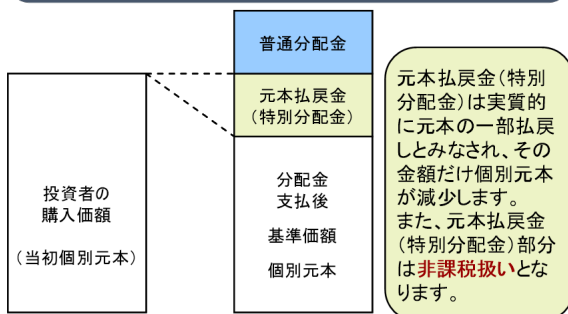 普通分配金
元本払戻金
(特別分配金)
投資者の
購入価額
(当初個別元本)
分配金
支払後
基準価額
個別元本
元本払戻金(特別
分配金)は実質的
に元本の一部払戻
しとみなされ、その
金額だけ個別元本
が減少します。
また、元本払戻金
(特別分配金)部分
は非課税扱いとな
ります。